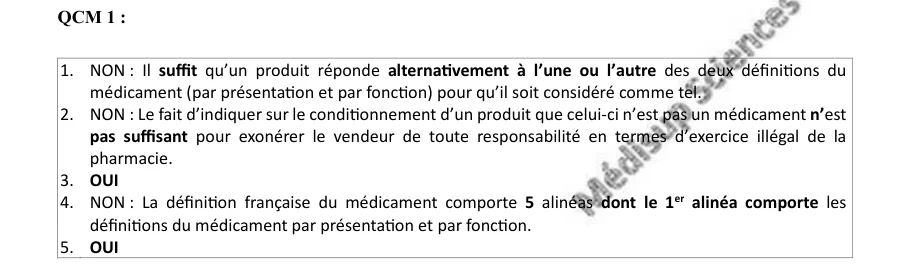 QCM 1 :
1. NON : Il suffit qu’un produit réponde alternativement à l’une ou l’autre des deux définitions du
médicament (par présentation et par fonction) pour qu’il soit considéré comme tel.
2. NON : Le fait d’indiquer sur le conditionnement d’un produit que celui-ci n’est pas un médicament n’est
pas suffisant pour exonérer le vendeur de toute responsabilité en termes d’exercice illégal de la
pharmacie.
3. OUI
4. NON : La définition française du médicament comporte 5 alinéas dont le 1er alinéa comporte les
définitions du médicament par présentation et par fonction.
5. OUI
Médisup sciences